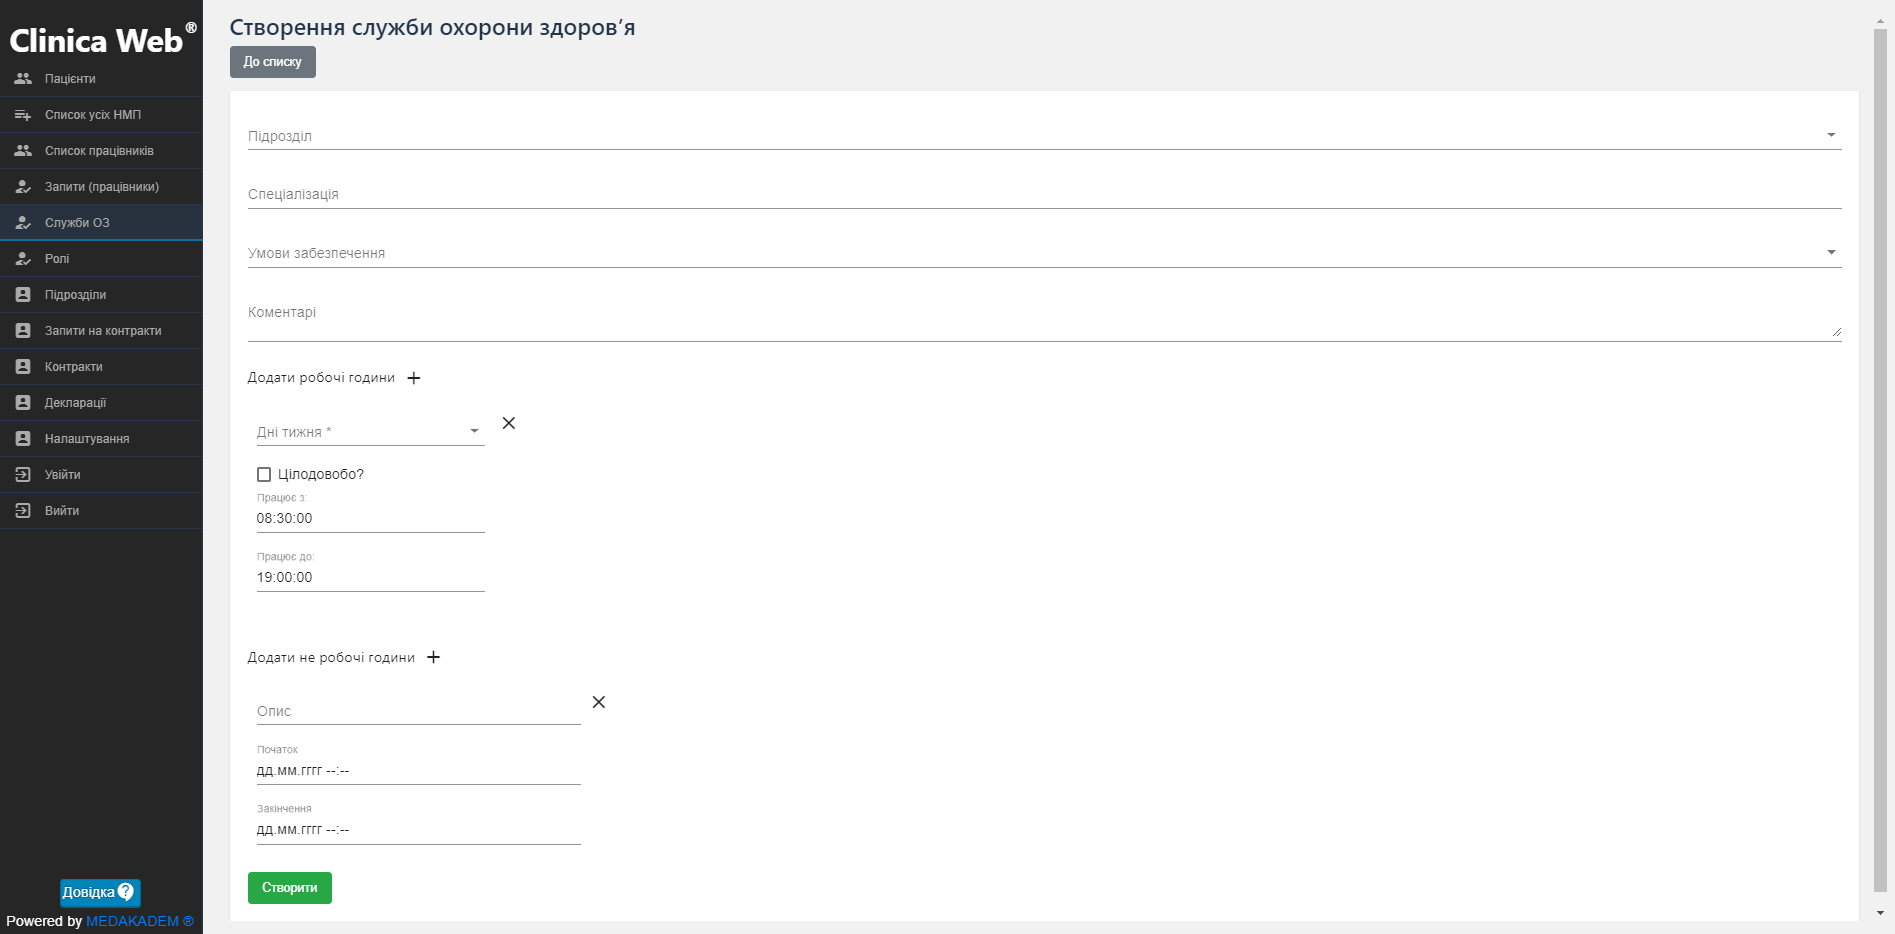 Clinica Web®
Пацієнти
Список усіх НМП
Список працівників
Запити (працівники)
Служби ОЗ
Ролі
Підрозділи
Запити на контракти
Контракти
Декларації
Налаштування
Увійти
Вийти
Довідка
Powered by MEDAKADEM ®
Створення служби охорони здоров’я
До списку
Підрозділ
Спеціалізація
Умови забезпечення
Коментарі
Додати робочі години
Дні тижня *
Цілодовобо?
Працює з:
08:30:00
Працює до:
19:00:00
Додати не робочі години
Опис
Початок
дд.мм.гггг --:--
Закінчення
дд.мм.гггг --:--
Створити